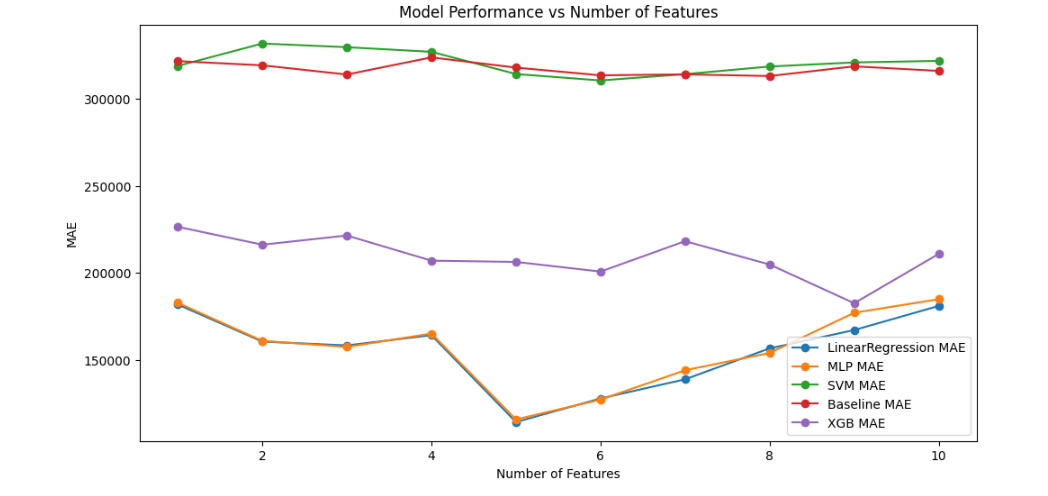 Model Performance vs Number of Features
MAE
300000
250000
200000
150000
2
4
6
8
10
Number of Features
LinearRegression MAE
MLP MAE
SVM MAE
Baseline MAE
XGB MAE